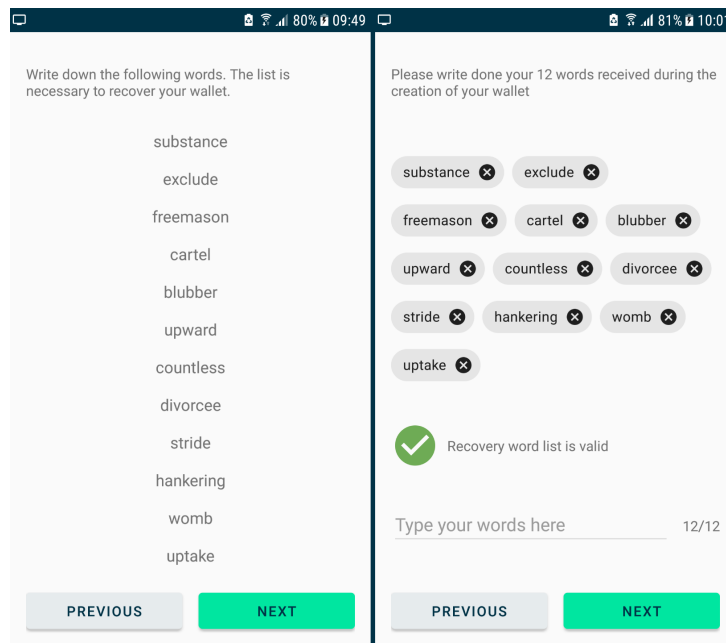 80% 09:49
Write down the following words. The list is
necessary to recover your wallet.
substance
exclude
freemason
cartel
blubber
upward
countless
divorcee
stride
hankering
womb
uptake
PREVIOUS NEXT
81% 10:01
Please write done your 12 words received during the
creation of your wallet
substance exclude
freemason cartel blubber
upward countless divorcee
stride hankering womb
uptake
Recovery word list is valid
Type your words here 12/12
PREVIOUS NEXT